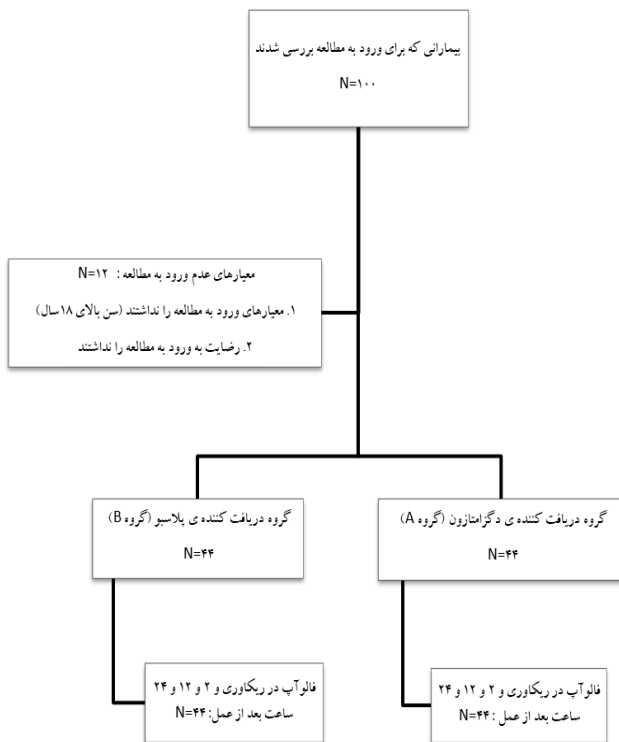 بیمارانی که برای ورود به مطالعه بررسی شدند
N=۱۰۰
معیارهای عدم ورود به مطالعه : N=۱۲
۱. معیارهای ورود به مطالعه را نداشتند (سن بالای ۱۸ سال)
۲. رضایت به ورود به مطالعه را نداشتند
گروه دریافت کننده ی دگزامتازون (گروه A)
N=۴۴
گروه دریافت کننده ی پلاسبو (گروه B)
N=۴۴
فالوآپ در ریکاوری و ۲ و ۱۲ و ۲۴
ساعت بعد از عمل : N=۴۴
فالوآپ در ریکاوری و ۲ و ۱۲ و ۲۴
ساعت بعد از عمل: N=۴۴